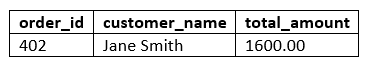 order_id customer_name total_amount
402 Jane Smith 1600.00